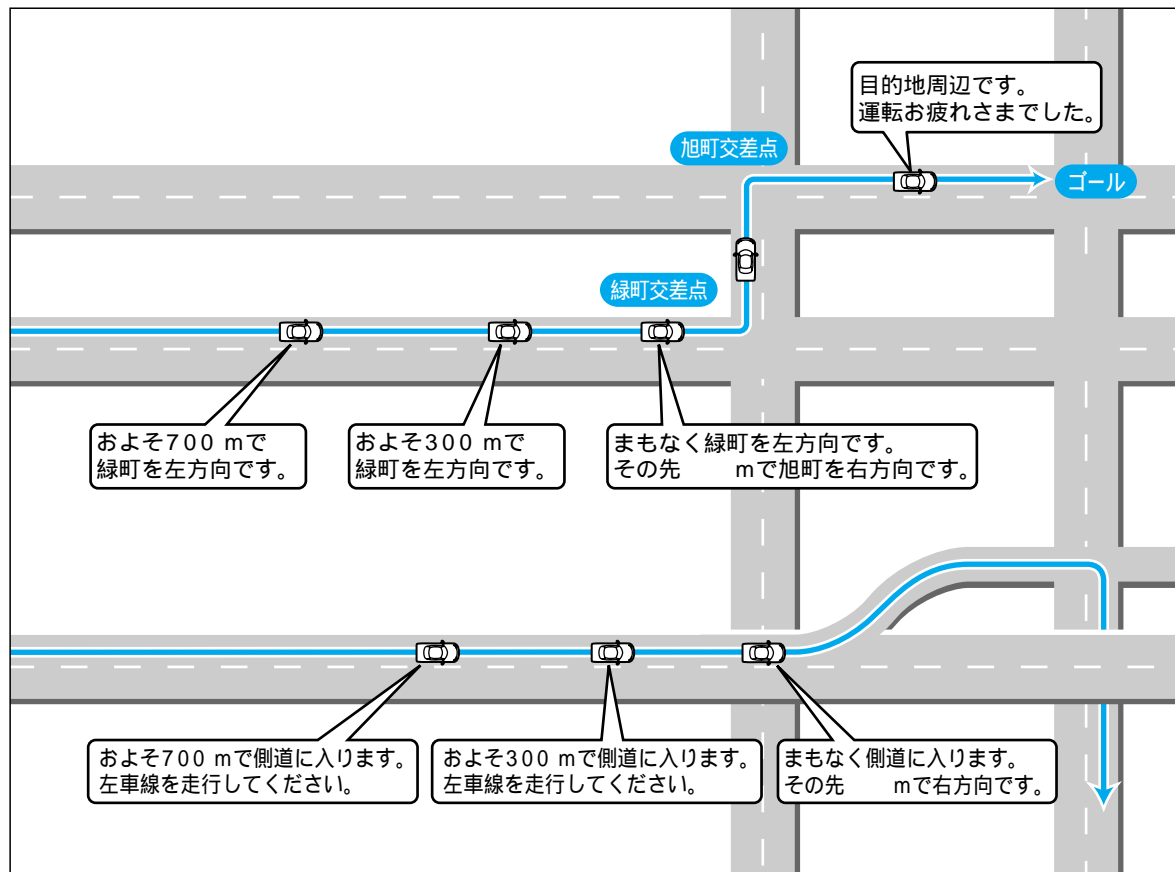 目的地周辺です。
運転お疲れさまでした。
旭町交差点
ゴール
緑町交差点
およそ700 mで
緑町を左方向です。
およそ300 mで
緑町を左方向です。
まもなく緑町を左方向です。
その先　　mで旭町を右方向です。
およそ700 mで側道に入ります。
左車線を走行してください。
およそ300 mで側道に入ります。
左車線を走行してください。
まもなく側道に入ります。
その先　　mで右方向です。